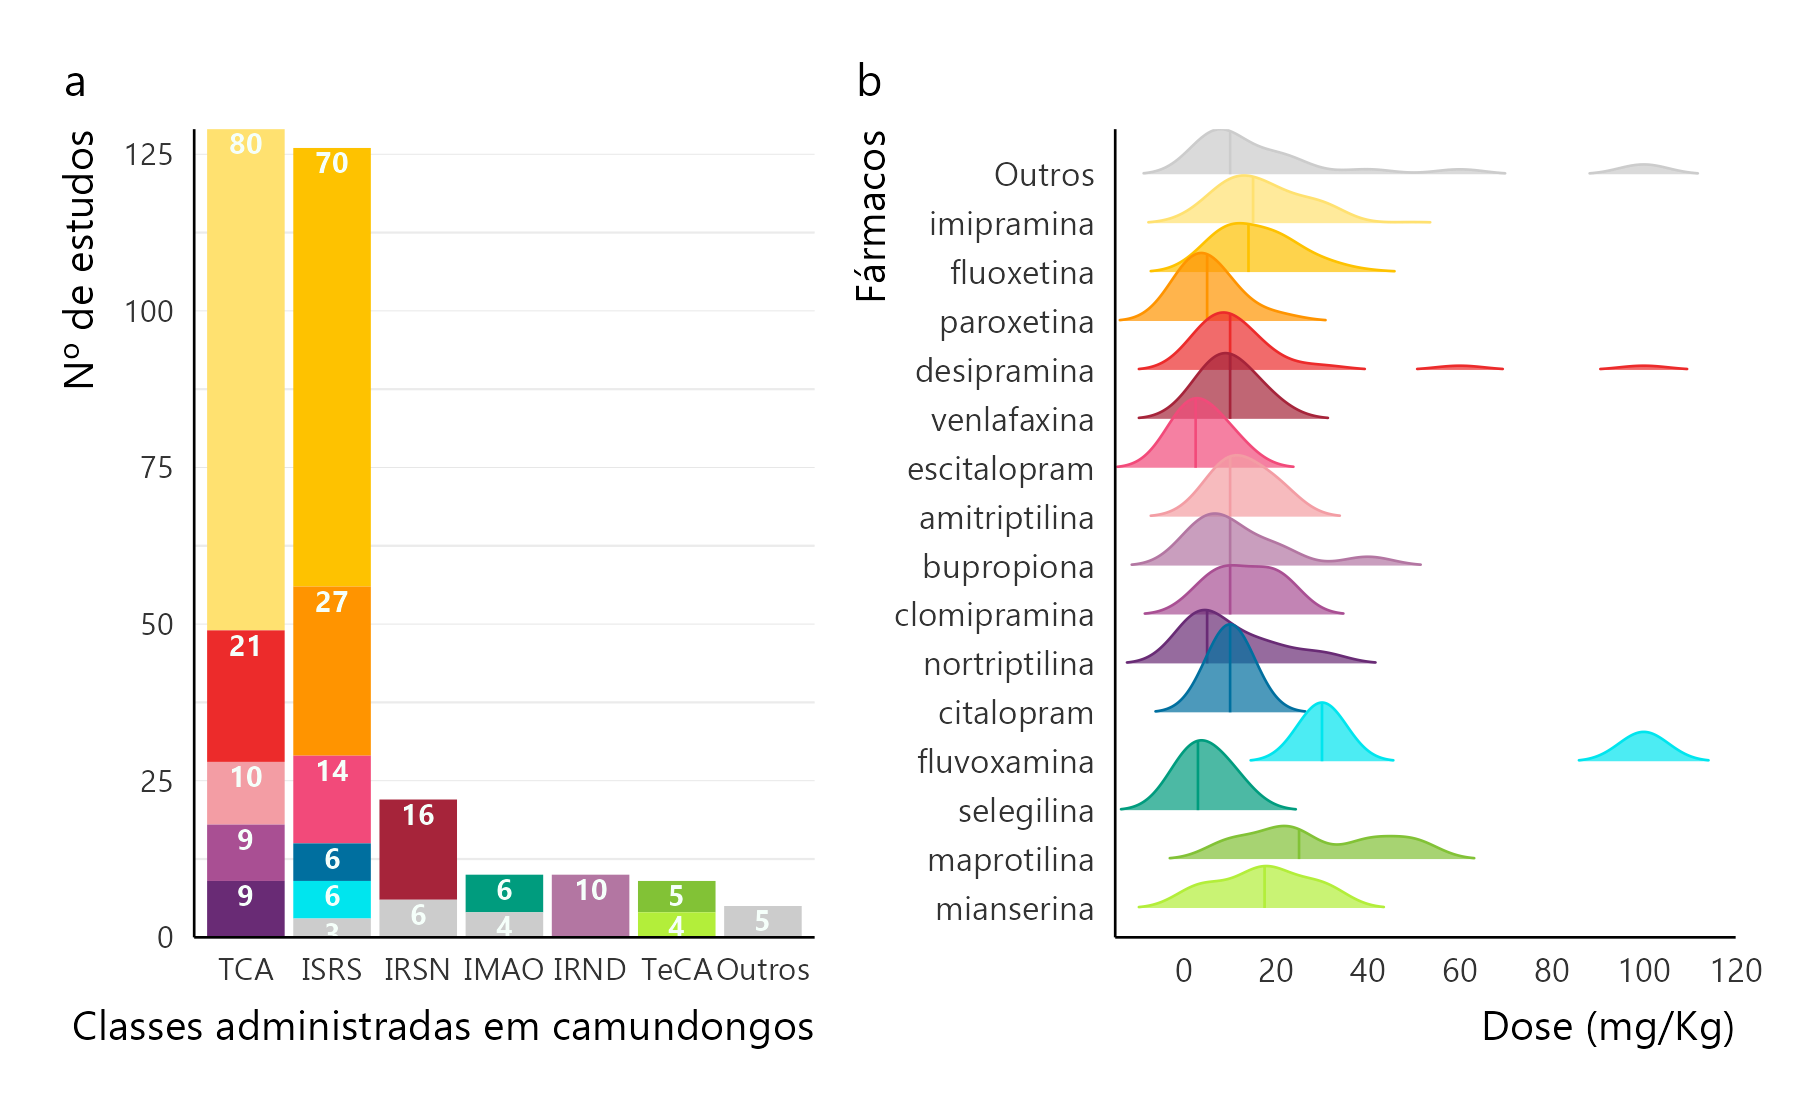 a
Nº de estudos
125
100
75
50
25
0
80
21
10
9
9
70
27
14
6
6
3
16
6
6
4
10
5
4
5
TCA ISRS IRSN IMAO IRND TeCA Outros
Classes administradas em camundongos
b
Fármacos
Outros
imipramina
fluoxetina
paroxetina
desipramina
venlafaxina
escitalopram
amitriptilina
bupropiona
clomipramina
nortriptilina
citalopram
fluvoxamina
selegilina
maprotilina
mianserina
0 20 40 60 80 100 120
Dose (mg/Kg)